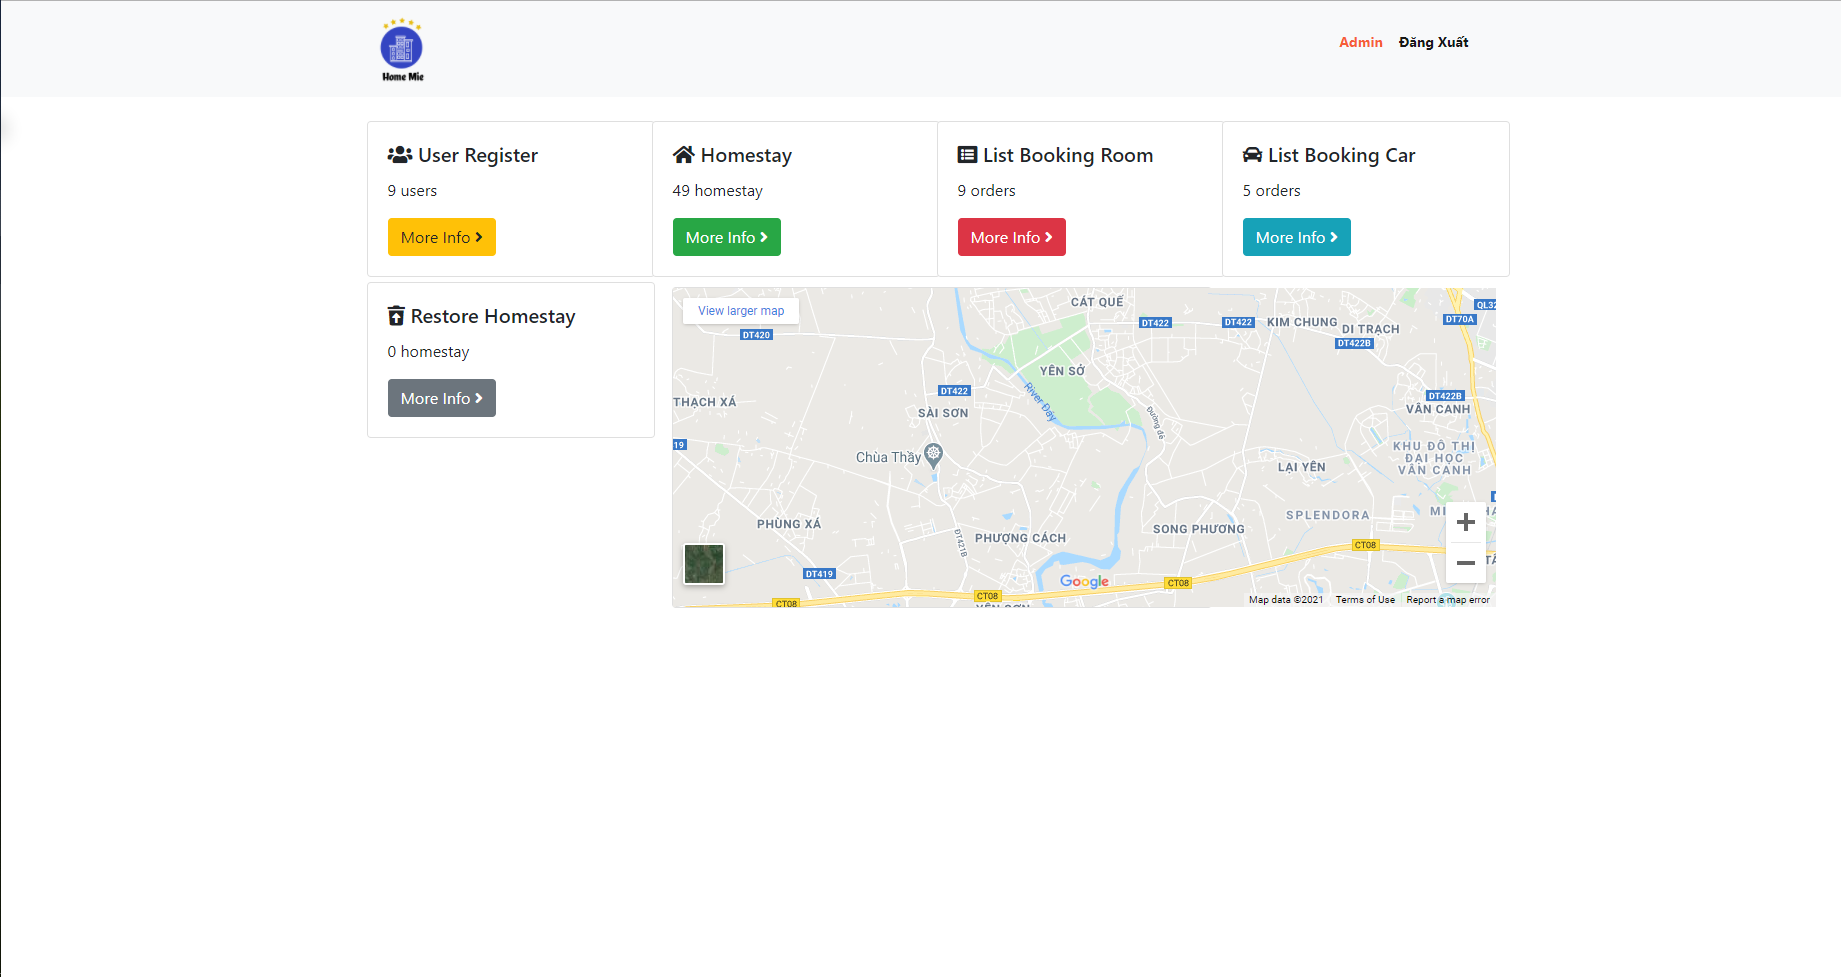 Home Mie
Admin Đăng Xuất
User Register
9 users
More Info
Homestay
49 homestay
More Info
List Booking Room
9 orders
More Info
List Booking Car
5 orders
More Info
Restore Homestay
0 homestay
More Info
View larger map
CÁT QUẾ
QL32
DT70A
DT422
DT422
KIM CHUNG
DI TRẠCH
DT420
DT422B
YÊN SỞ
DT422
River Đáy
DT422B
THẠCH XÁ
SÀI SƠN
Đường đê
VÂN CANH
19
Chùa Thầy
KHU ĐÔ THỊ
ĐẠI HỌC
VÂN CANH
LẠI YÊN
SPLENDORA
PHÙNG XÁ
SONG PHƯƠNG
ĐT421B
PHƯỢNG CÁCH
CT08
DT419
Google
CT08
CT08
CT08
YÊN SƠN
Map data ©2021
Terms of Use
Report a map error